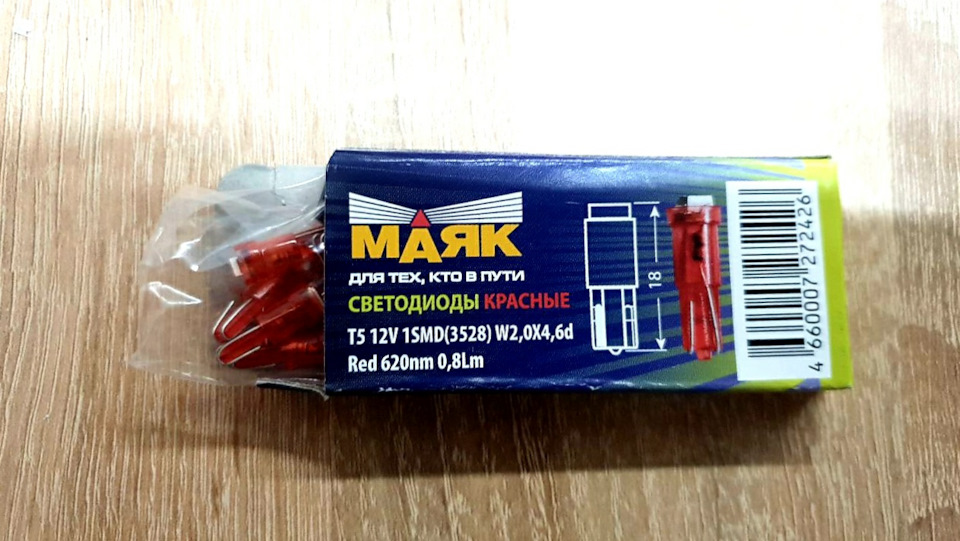 МАЯК
ДЛЯ ТЕХ, КТО В ПУТИ
СВЕТОДИОДЫ КРАСНЫЕ
T5 12V 1SMD(3528) W2,0X4,6d
Red 620nm 0,8Lm
18
4 660007 272426